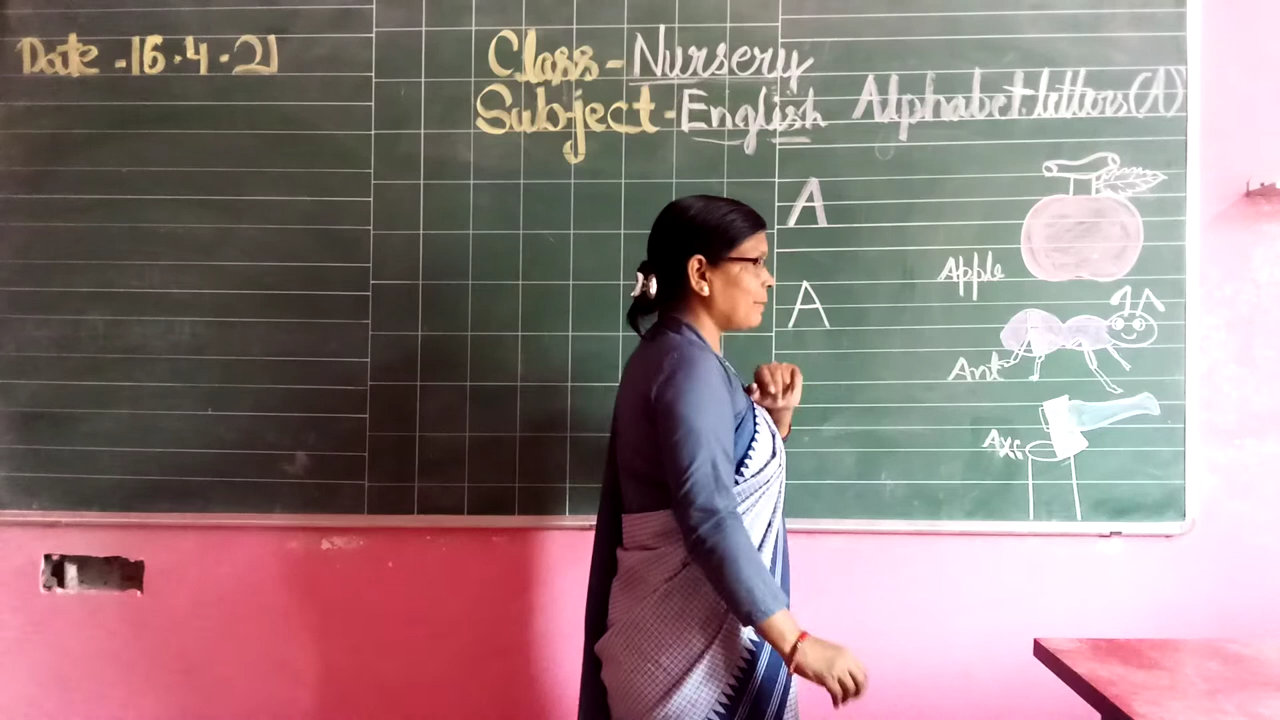 Date - 16.4.21
Class - Nursery
Subject - English Alphabet letters (A)
A
Apple
A
Ant
Axe